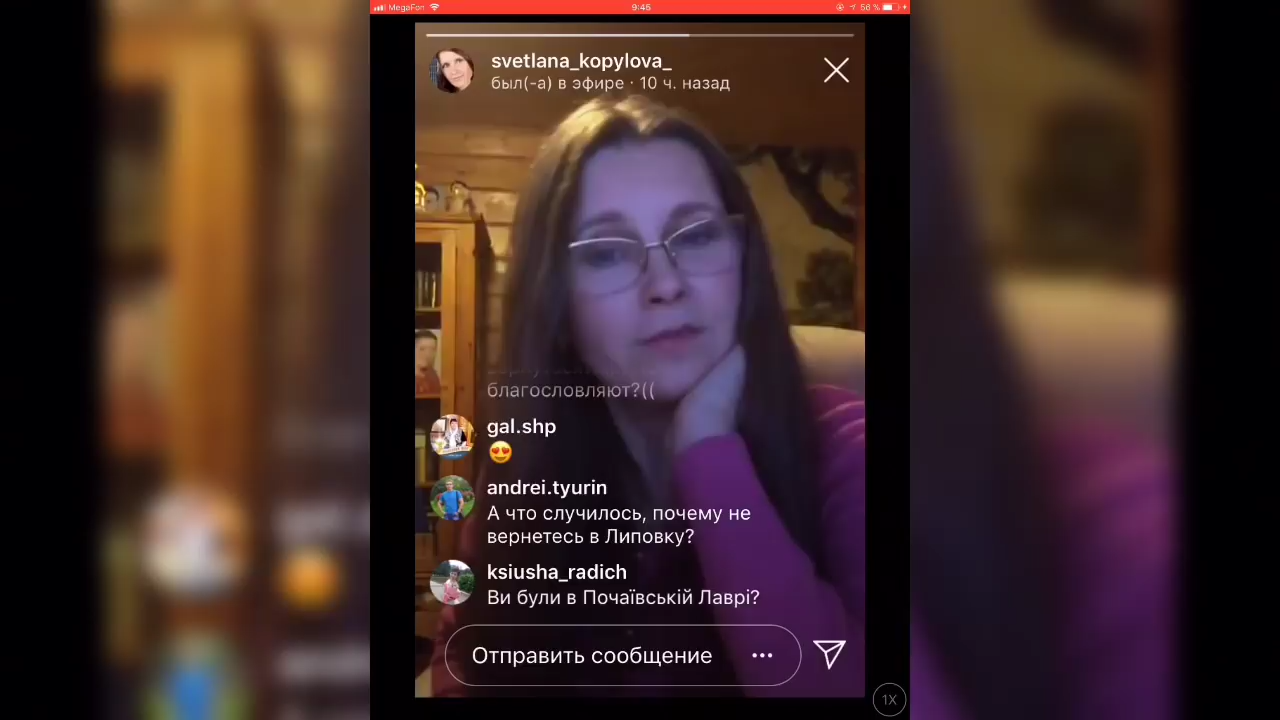 MegaFon
9:45
56 %
svetlana_kopylova_
был(-а) в эфире · 10 ч. назад
благословляют?((
gal.shp
😍
andrei.tyurin
А что случилось, почему не
вернетесь в Липовку?
ksiusha_radich
Ви були в Почаївській Лаврі?
Отправить сообщение
1X